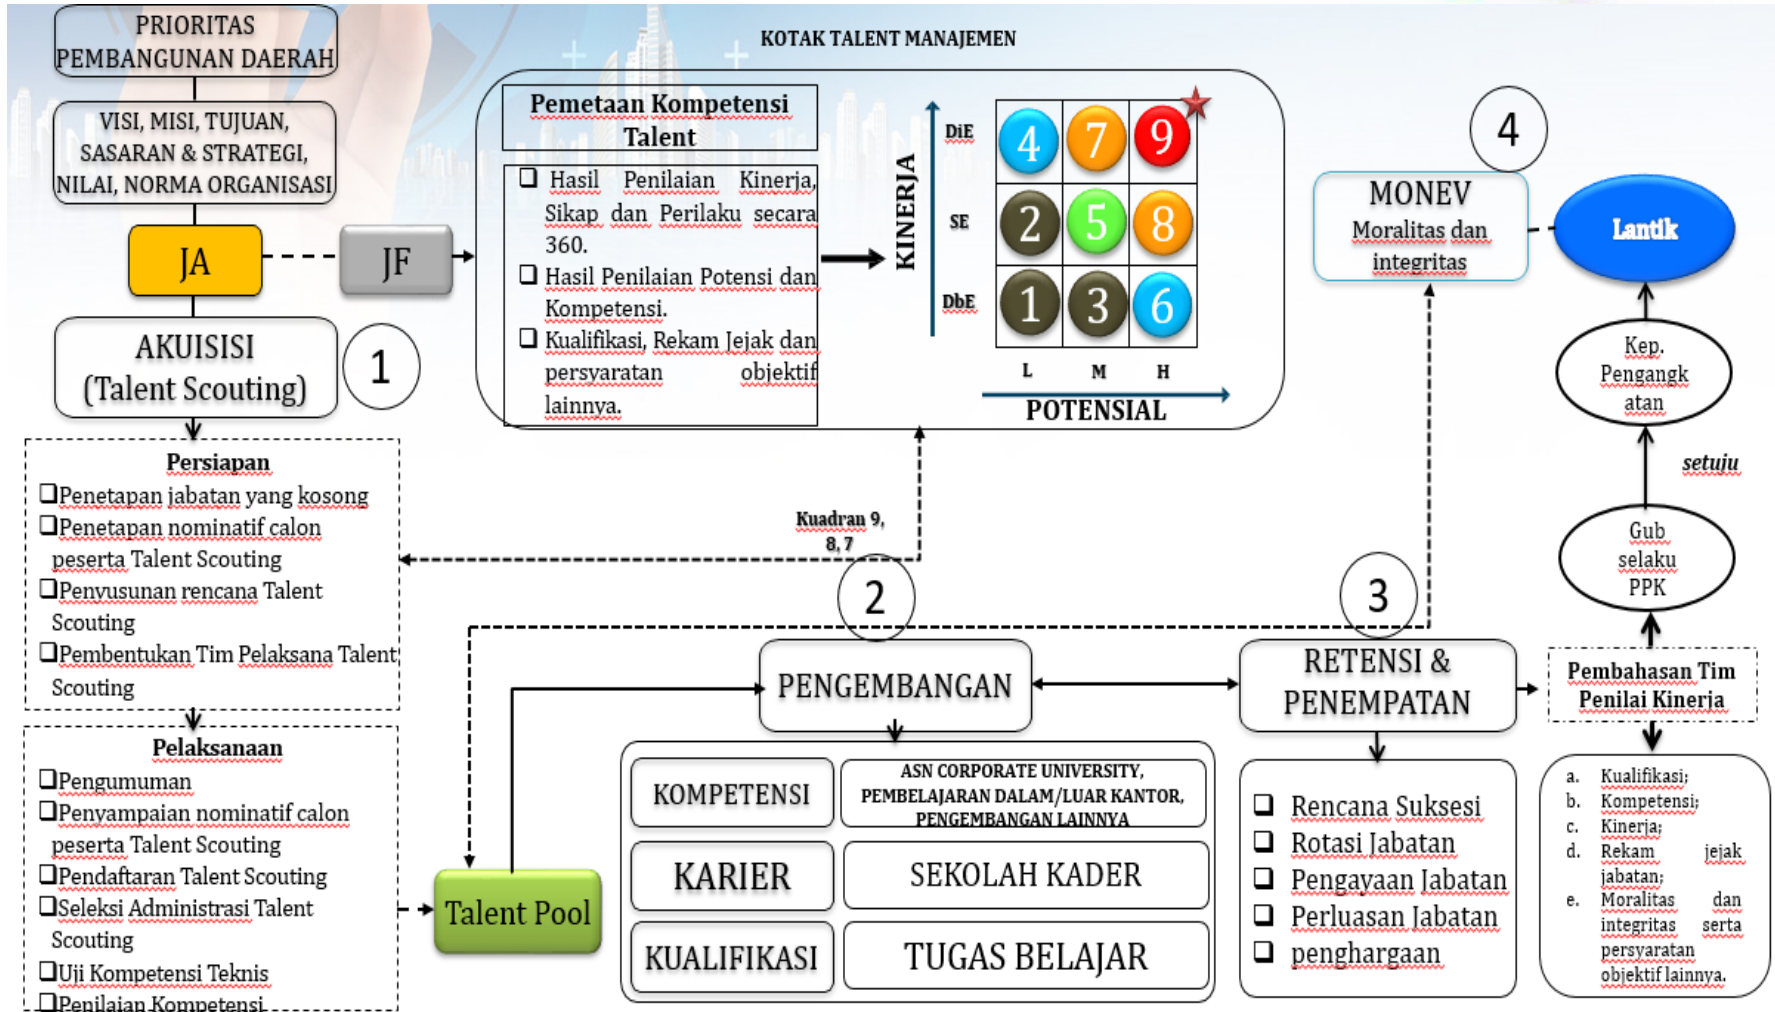 PRIORITAS
PEMBANGUNAN DAERAH
VISI, MISI, TUJUAN,
SASARAN & STRATEGI,
NILAI, NORMA ORGANISASI
JA
JF
AKUISISI
(Talent Scouting)
1
Persiapan
❑Penetapan jabatan yang kosong
❑Penetapan nominatif calon
peserta Talent Scouting
❑Penyusunan rencana Talent
Scouting
❑Pembentukan Tim Pelaksana Talent
Scouting
Pelaksanaan
❑Pengumuman
❑Penyampaian nominatif calon
peserta Talent Scouting
❑Pendaftaran Talent Scouting
❑Seleksi Administrasi Talent
Scouting
❑Uji Kompetensi Teknis
❑Penilaian Kompetensi
KOTAK TALENT MANAJEMEN
Pemetaan Kompetensi
Talent
❑ Hasil Penilaian Kinerja,
Sikap dan Perilaku secara
360.
❑ Hasil Penilaian Potensi dan
Kompetensi.
❑ Kualifikasi, Rekam Jejak dan
persyaratan objektif
lainnya.
KINERJA
DiE
4 7 9
SE
2 5 8
DbE
1 3 6
L M H
POTENSIAL
Kuadran 9,
8, 7
Talent Pool
2
PENGEMBANGAN
KOMPETENSI
ASN CORPORATE UNIVERSITY,
PEMBELAJARAN DALAM/LUAR KANTOR,
PENGEMBANGAN LAINNYA
KARIER
SEKOLAH KADER
KUALIFIKASI
TUGAS BELAJAR
3
RETENSI &
PENEMPATAN
❑ Rencana Suksesi
❑ Rotasi Jabatan
❑ Pengayaan Jabatan
❑ Perluasan Jabatan
❑ penghargaan
4
MONEV
Moralitas dan
integritas
Lantik
Kep.
Pengangk
atan
setuju
Gub
selaku
PPK
Pembahasan Tim
Penilai Kinerja
a. Kualifikasi;
b. Kompetensi;
c. Kinerja;
d. Rekam jejak
jabatan;
e. Moralitas dan
integritas serta
persyaratan
objektif lainnya.